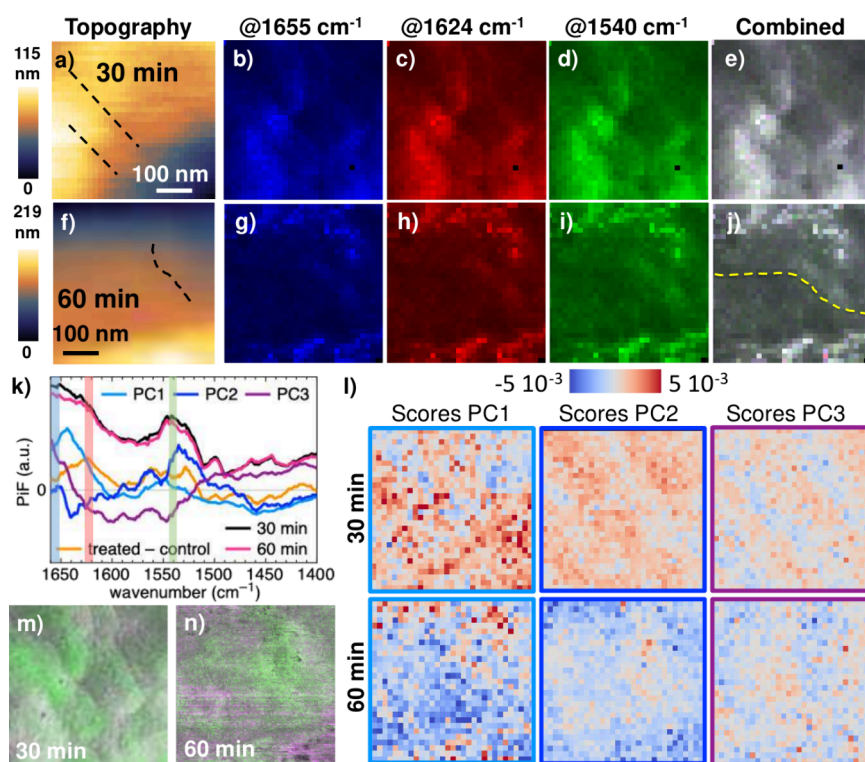 Topography @1655 cm⁻¹ @1624 cm⁻¹ @1540 cm⁻¹ Combined
115
nm
0
a) 30 min
100 nm
b)
c)
d)
e)
219
nm
0
f)
60 min
100 nm
g)
h)
i)
j)
k)
PC1 PC2 PC3
PiF (a.u.)
0
30 min
treated – control 60 min
1650 1600 1550 1500 1450 1400
wavenumber (cm⁻¹)
l) -5 10⁻³ 5 10⁻³
Scores PC1 Scores PC2 Scores PC3
30 min
60 min
m)
30 min
n)
60 min